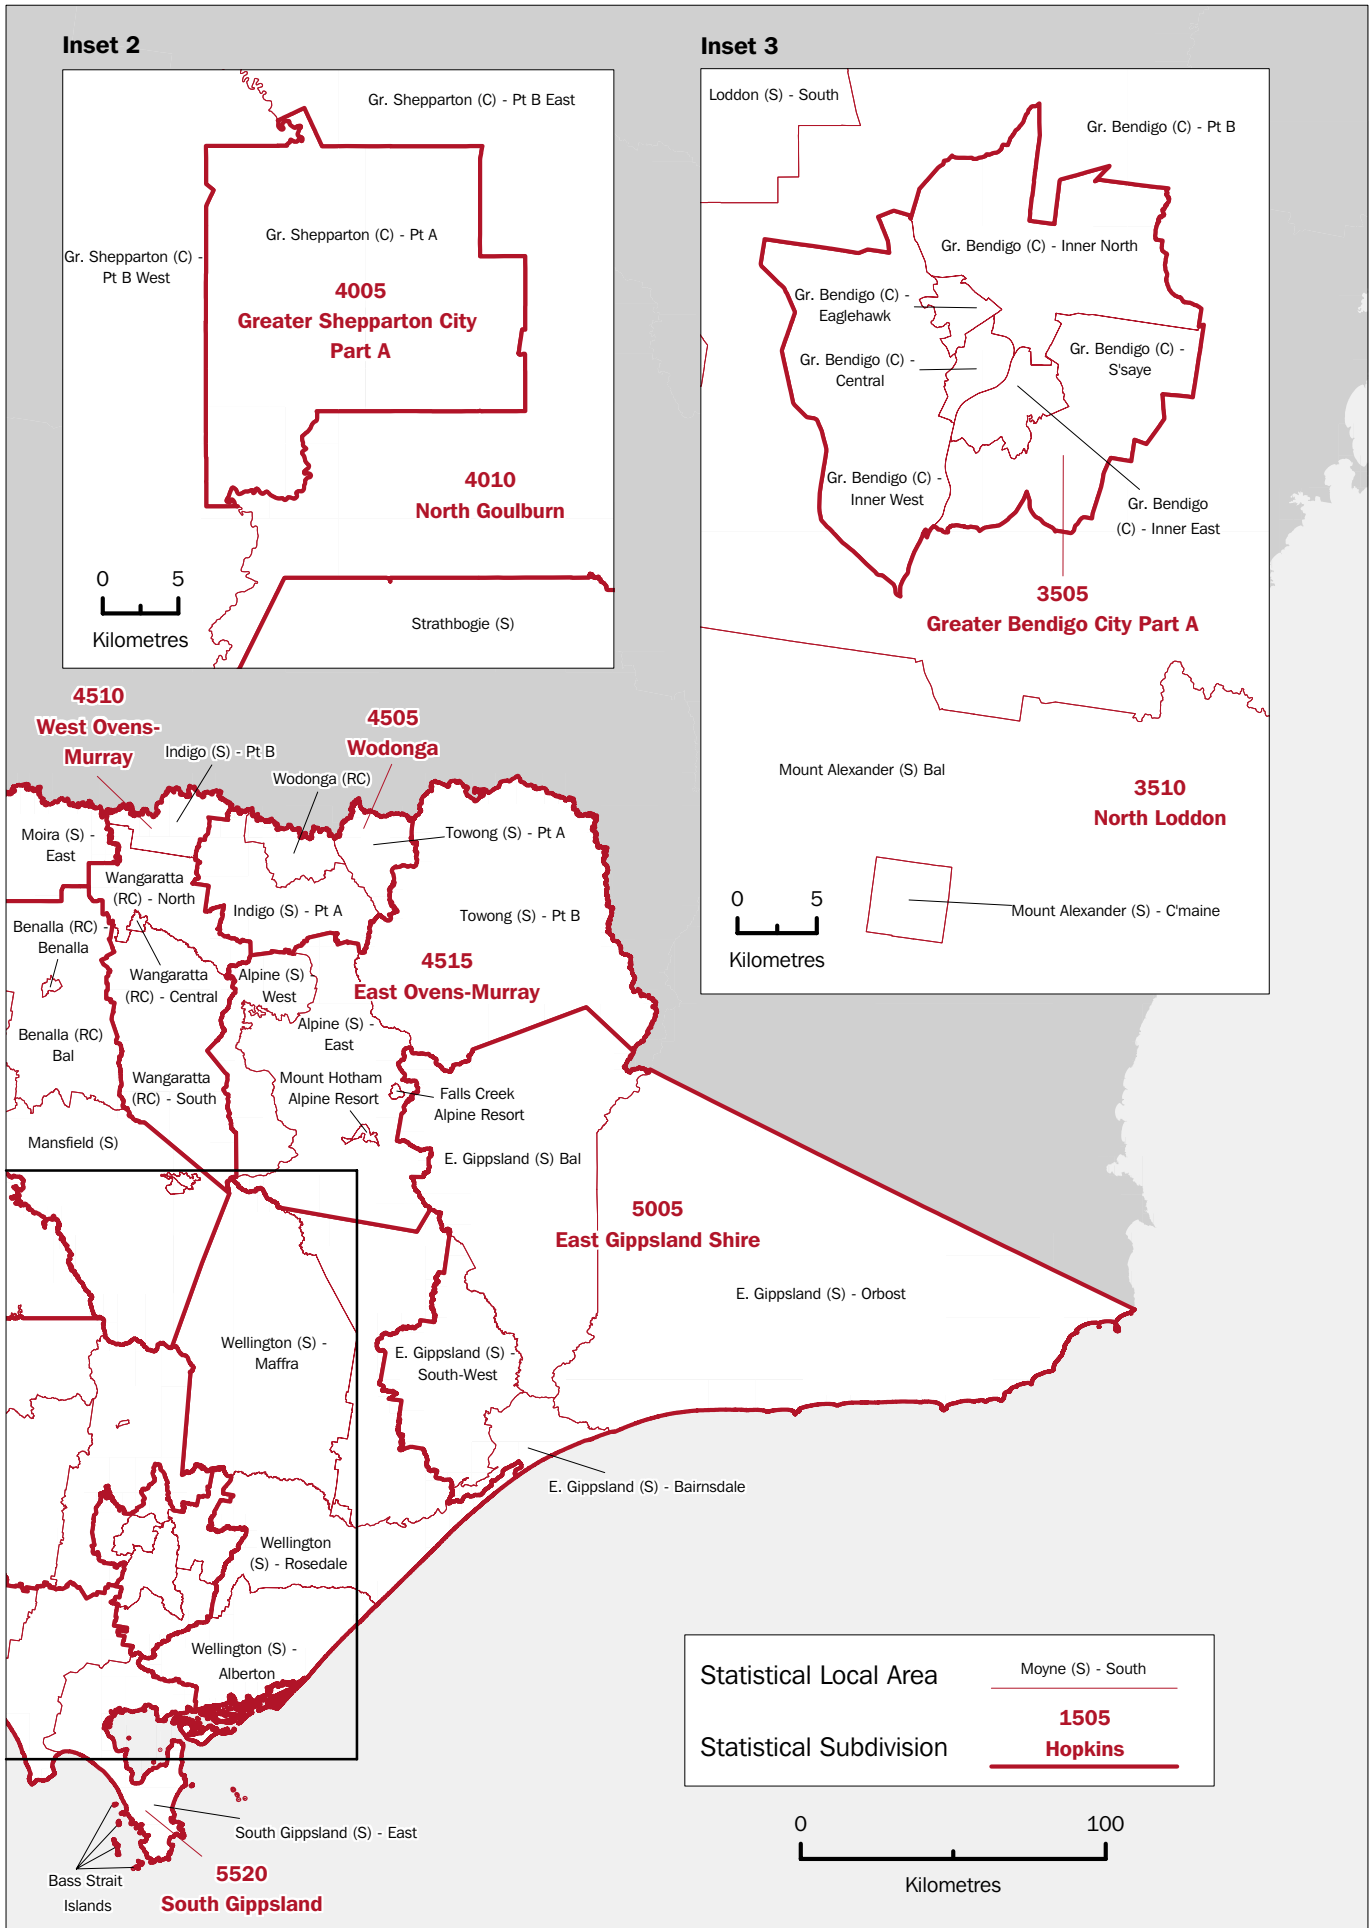 Inset 2
Gr. Shepparton (C) - Pt B East
Gr. Shepparton (C) - Pt A
Gr. Shepparton (C) -
Pt B West
4005
Greater Shepparton City
Part A
4010
North Goulburn
0 5
Kilometres
Strathbogie (S)
Inset 3
Loddon (S) - South
Gr. Bendigo (C) - Pt B
Gr. Bendigo (C) - Inner North
Gr. Bendigo (C) -
Eaglehawk
Gr. Bendigo (C) -
Central
Gr. Bendigo (C) -
S'saye
Gr. Bendigo (C) -
Inner West
Gr. Bendigo
(C) - Inner East
3505
Greater Bendigo City Part A
Mount Alexander (S) Bal
3510
North Loddon
0 5
Kilometres
Mount Alexander (S) - C'maine
4510
West Ovens-
Murray
Indigo (S) - Pt B
4505
Wodonga
Wodonga (RC)
Moira (S) -
East
Towong (S) - Pt A
Wangaratta
(RC) - North
Indigo (S) - Pt A
Towong (S) - Pt B
Benalla (RC) -
Benalla
Wangaratta
(RC) - Central
Alpine (S)
West
4515
East Ovens-Murray
Alpine (S) -
East
Benalla (RC)
Bal
Wangaratta
(RC) - South
Mount Hotham
Alpine Resort
Falls Creek
Alpine Resort
Mansfield (S)
E. Gippsland (S) Bal
5005
East Gippsland Shire
E. Gippsland (S) - Orbost
Wellington (S) -
Maffra
E. Gippsland (S) -
South-West
E. Gippsland (S) - Bairnsdale
Wellington
(S) - Rosedale
Wellington (S) -
Alberton
South Gippsland (S) - East
Bass Strait
Islands
5520
South Gippsland
Statistical Local Area
Moyne (S) - South
Statistical Subdivision
1505
Hopkins
0 100
Kilometres